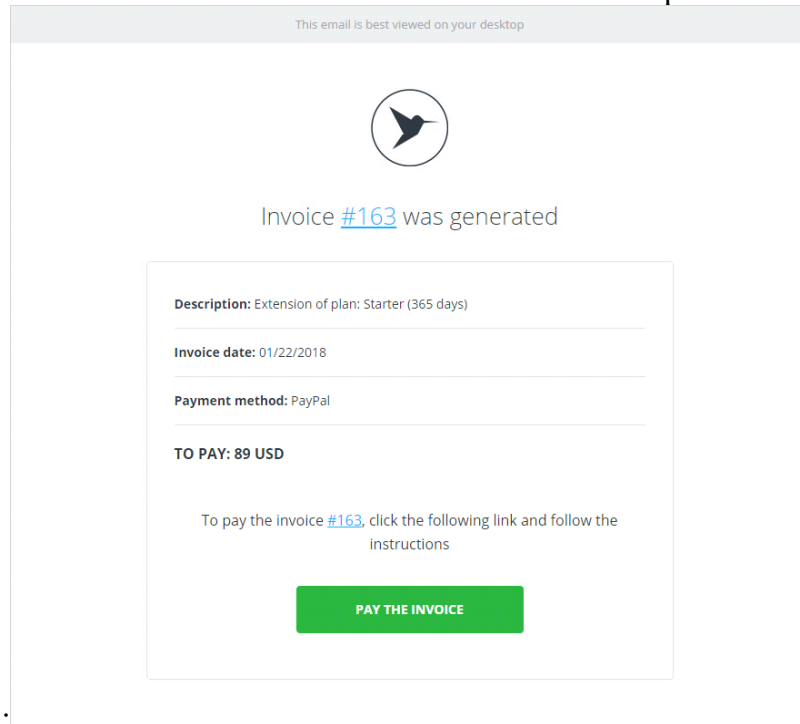 This email is best viewed on your desktop
Invoice #163 was generated
Description: Extension of plan: Starter (365 days)
Invoice date: 01/22/2018
Payment method: PayPal
TO PAY: 89 USD
To pay the invoice #163, click the following link and follow the
instructions
PAY THE INVOICE
.